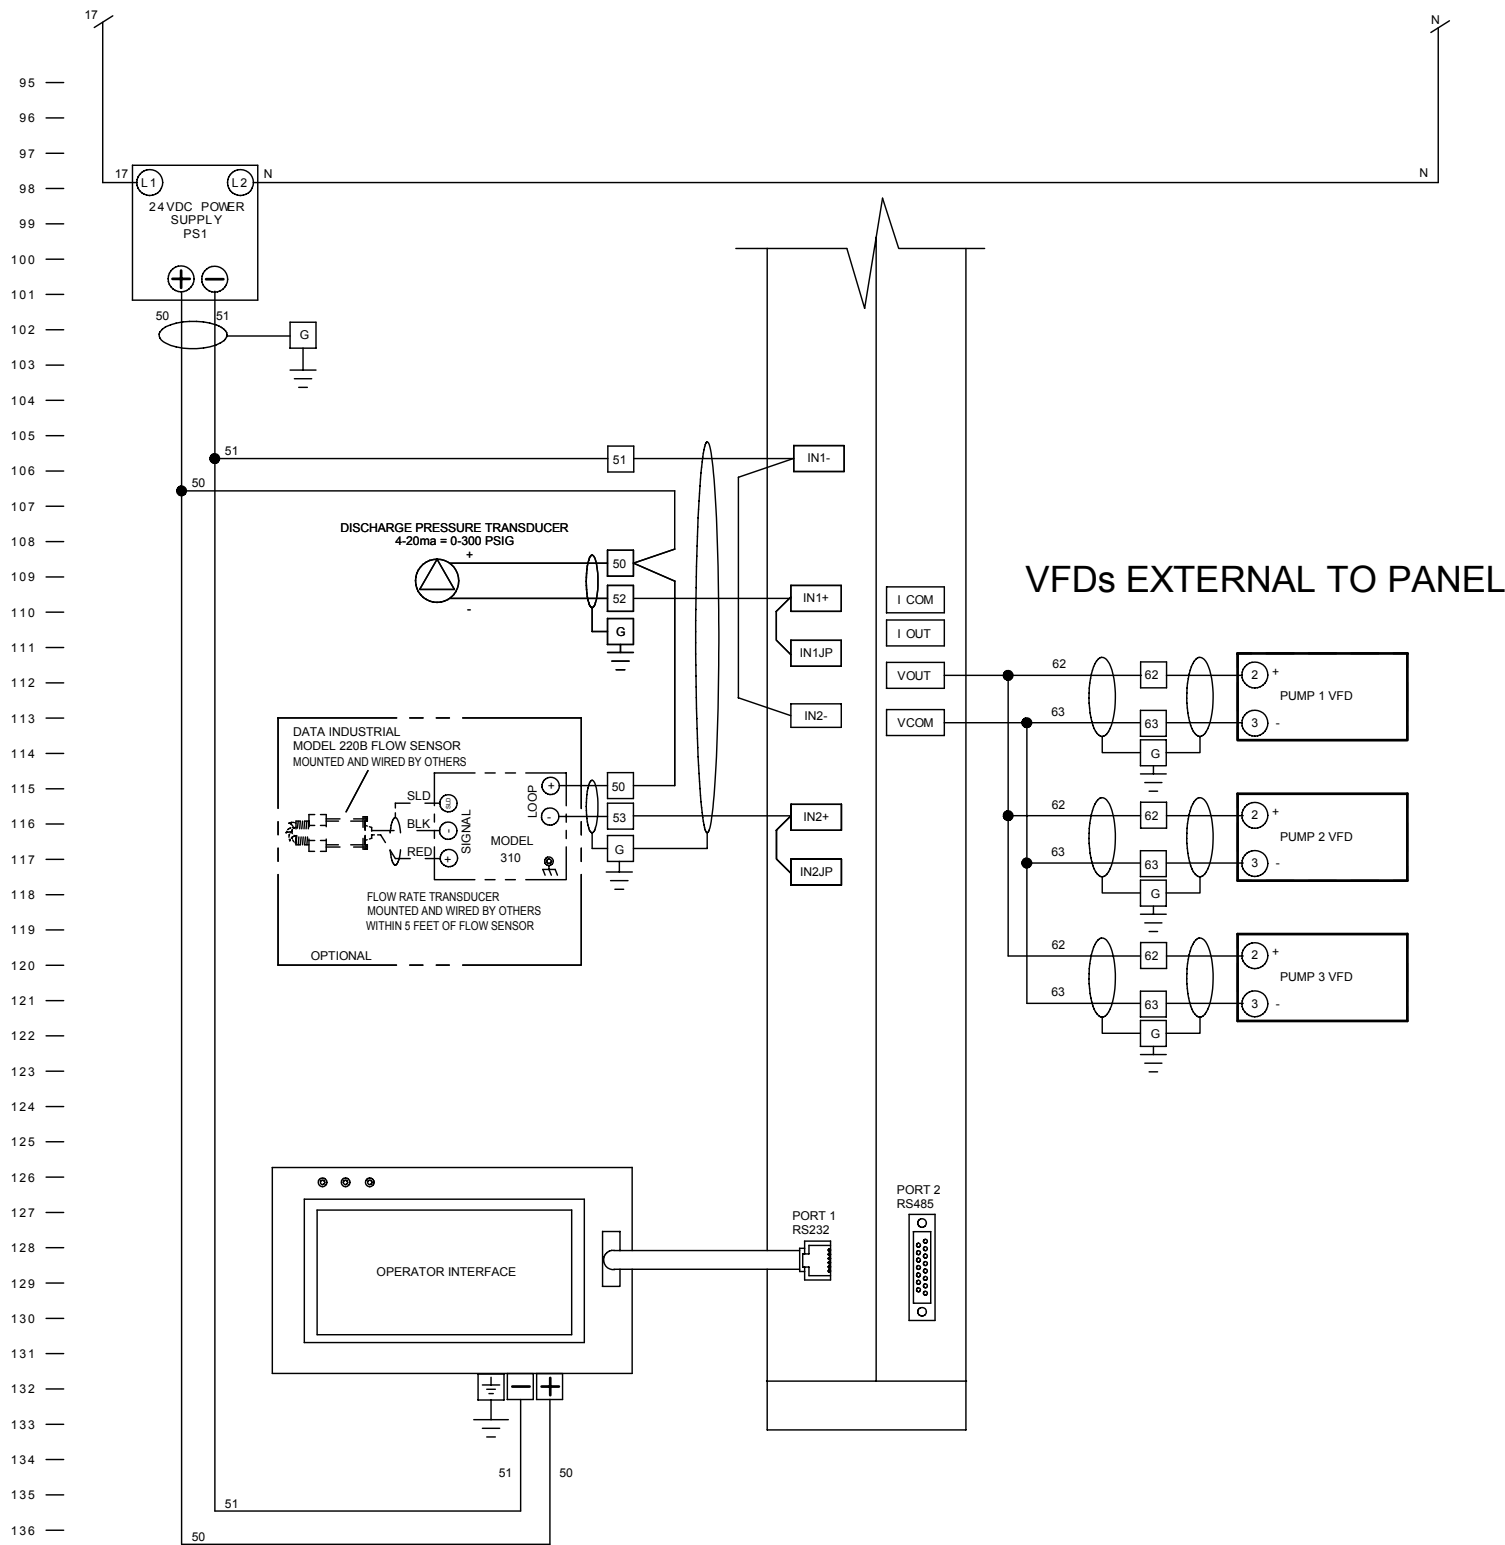 17
N
95
96
97
17
L1
L2
N
N
98
24VDC POWER
SUPPLY
PS1
99
100
+
−
101
50
51
102
G
103
104
105
51
51
IN1-
106
50
107
DISCHARGE PRESSURE TRANSDUCER
4-20ma = 0-300 PSIG
108
+
50
109
VFDs EXTERNAL TO PANEL
52
IN1+
I COM
110
-
G
I OUT
111
IN1JP
62
62
2
+
VOUT
112
PUMP 1 VFD
IN2-
VCOM
63
63
3
-
113
DATA INDUSTRIAL
MODEL 220B FLOW SENSOR
MOUNTED AND WIRED BY OTHERS
114
G
115
50
LOOP
+
-
SLD
SLD
BLK
-
RED
+
SIGNAL
MODEL
310
116
53
IN2+
62
62
2
+
PUMP 2 VFD
117
G
IN2JP
63
63
3
-
118
G
FLOW RATE TRANSDUCER
MOUNTED AND WIRED BY OTHERS
WITHIN 5 FEET OF FLOW SENSOR
119
OPTIONAL
120
62
62
2
+
PUMP 3 VFD
121
63
63
3
-
122
G
123
124
125
126
PORT 2
RS485
127
PORT 1
RS232
128
OPERATOR INTERFACE
129
130
131
132
−
+
133
134
51
50
135
51
136
50